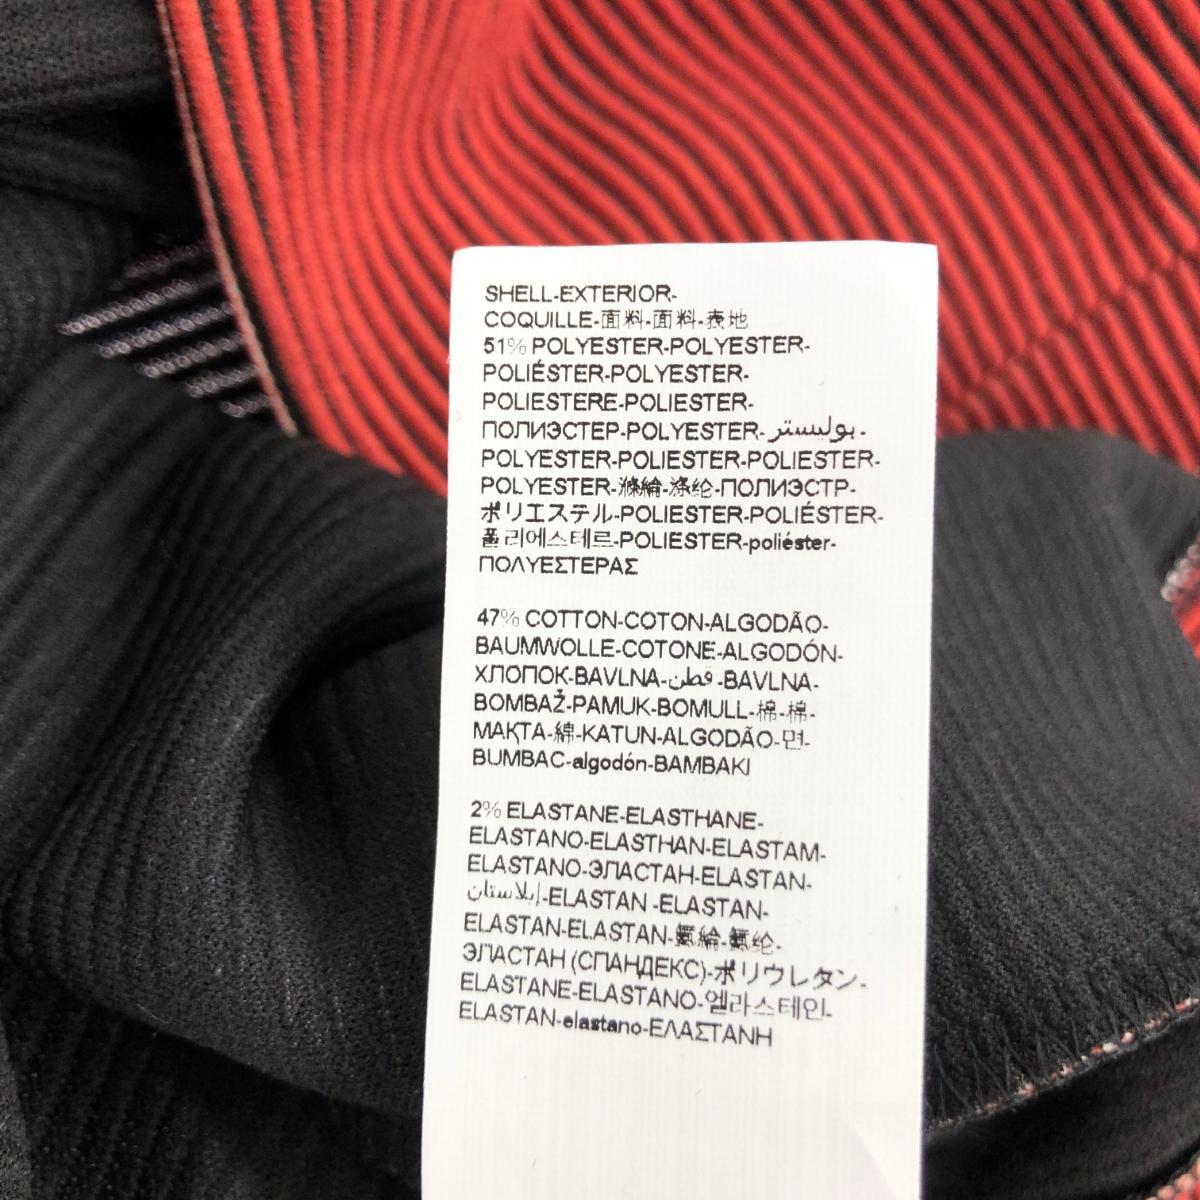 SHELL-EXTERIOR-
COQUILLE-面料-面料-表地
51% POLYESTER-POLYESTER-
POLIÉSTER-POLYESTER-
POLIESTERE-POLIESTER-
ПОЛИЭСТЕР-POLYESTER-بوليستر-
POLYESTER-POLIESTER-POLIESTER-
POLYESTER-滌綸-涤纶-ПОЛИЭСТР-
ポリエステル-POLIESTER-POLIÉSTER-
폴리에스테르-POLIESTER-poliéster-
ΠΟΛΥΕΣΤΕΡΑΣ
47% COTTON-COTON-ALGODÃO-
BAUMWOLLE-COTONE-ALGODÓN-
ХЛОПОК-BAVLNA-قطن-BAVLNA-
BOMBAŽ-PAMUK-BOMULL-棉-棉-
МАҚТА-綿-KATUN-ALGODÃO-면-
BUMBAC-algodón-BAMBAKI
2% ELASTANE-ELASTHANE-
ELASTANO-ELASTHAN-ELASTAM-
ELASTANO-ЭЛАСТАН-ELASTAN-
إيلاستان-ELASTAN -ELASTAN-
ELASTAN-ELASTAN-氨綸-氨纶-
ЭЛАСТАН (СПАНДЕКС)-ポリウレタン-
ELASTANE-ELASTANO-엘라스테인-
ELASTAN-elastano-ΕΛΑΣΤΑΝΗ